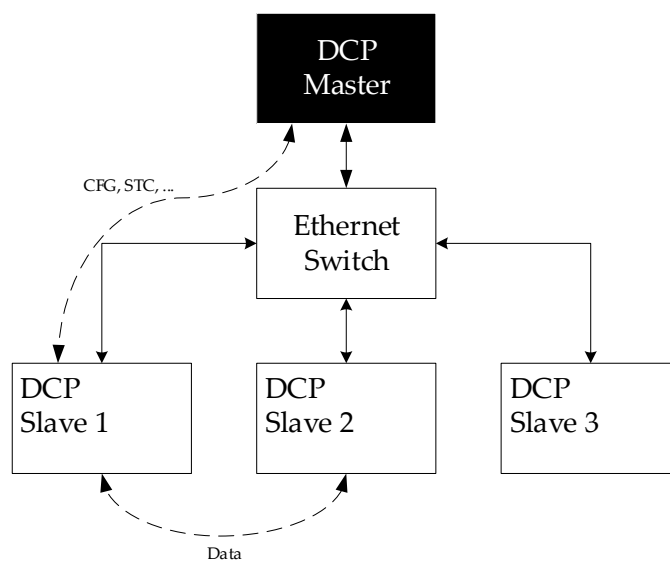 DCP
Master
CFG, STC, ...
Ethernet
Switch
DCP
Slave 1
DCP
Slave 2
DCP
Slave 3
Data